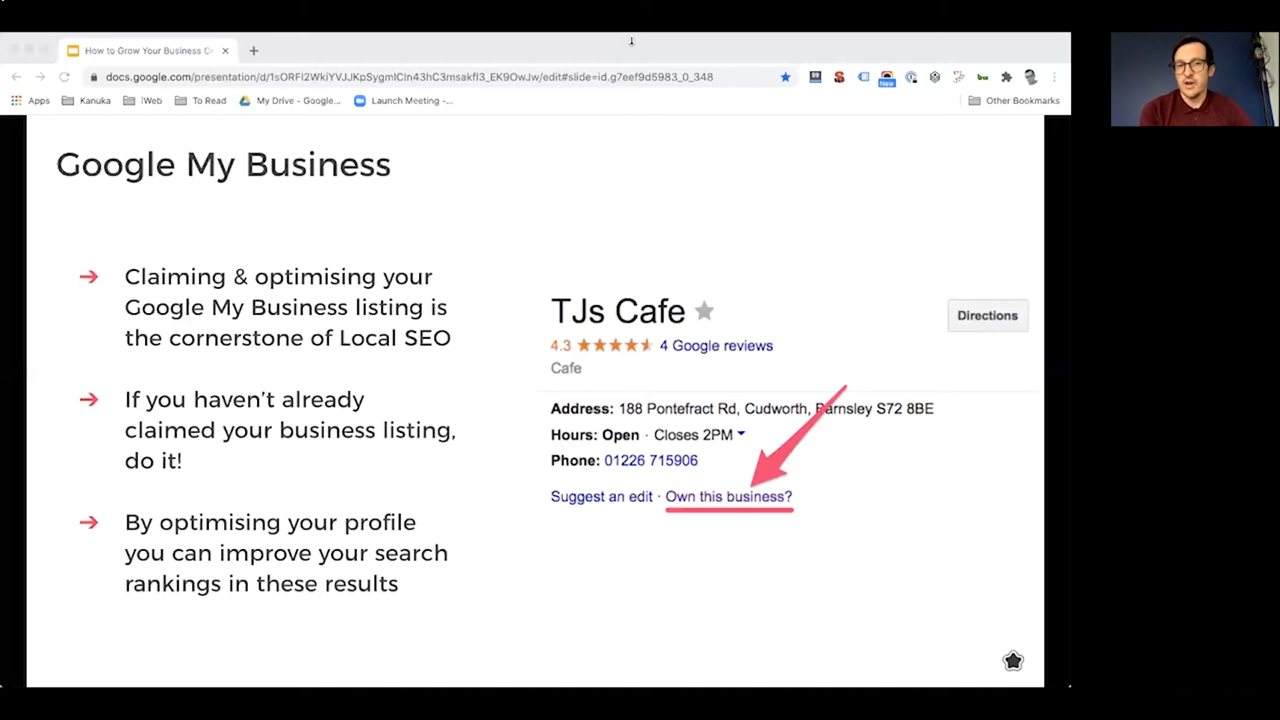 How to Grow Your Business O
docs.google.com/presentation/d/1sORFl2WkiYVJJKpSygmlCln43hC3msakfI3_EK9OwJw/edit#slide=id.g7eef9d5983_0_348
New
Apps Kanuka iWeb To Read My Drive - Google... Launch Meeting -... Other Bookmarks
Google My Business
Claiming & optimising your
Google My Business listing is
the cornerstone of Local SEO
If you haven't already
claimed your business listing,
do it!
By optimising your profile
you can improve your search
rankings in these results
TJs Cafe
Directions
4.3 4 Google reviews
Cafe
Address: 188 Pontefract Rd, Cudworth, Barnsley S72 8BE
Hours: Open · Closes 2PM
Phone: 01226 715906
Suggest an edit · Own this business?